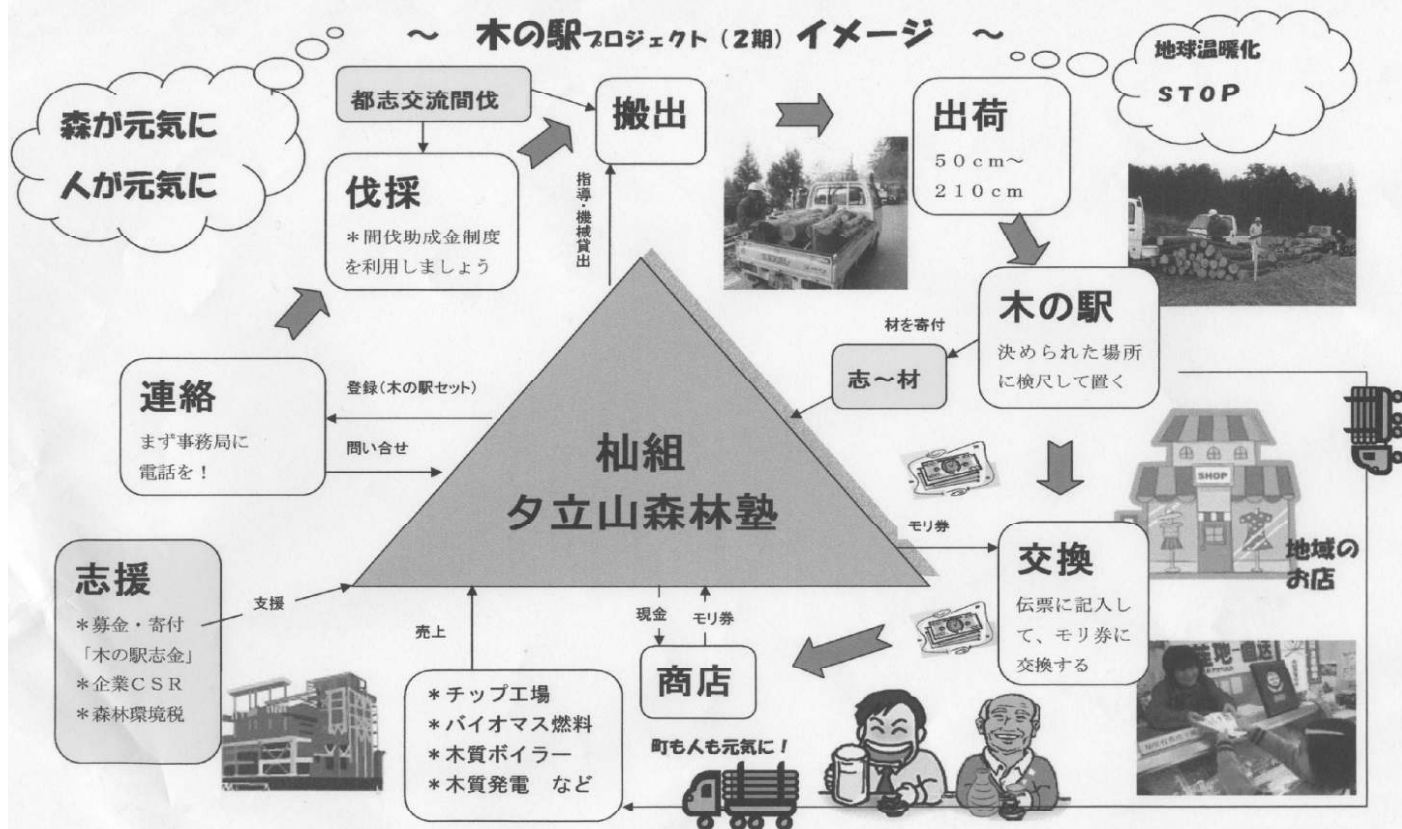 ～ 木の駅プロジェクト（２期）イメージ ～
森が元気に
人が元気に
地球温暖化
ＳＴＯＰ
都志交流間伐
搬出
出荷
５０ｃｍ～
２１０ｃｍ
伐採
＊間伐助成金制度
を利用しましょう
指導・機械貸出
木の駅
決められた場所
に検尺して置く
材を寄付
志～材
連絡
まず事務局に
電話を！
登録（木の駅セット）
問い合せ
杣組
夕立山森林塾
モリ券
交換
伝票に記入し
て、モリ券に
交換する
SHOP
地域の
お店
志援
＊募金・寄付
「木の駅志金」
＊企業ＣＳＲ
＊森林環境税
支援
売上
現金
モリ券
商店
＊チップ工場
＊バイオマス燃料
＊木質ボイラー
＊木質発電　など
町も人も元気に！
産地直送